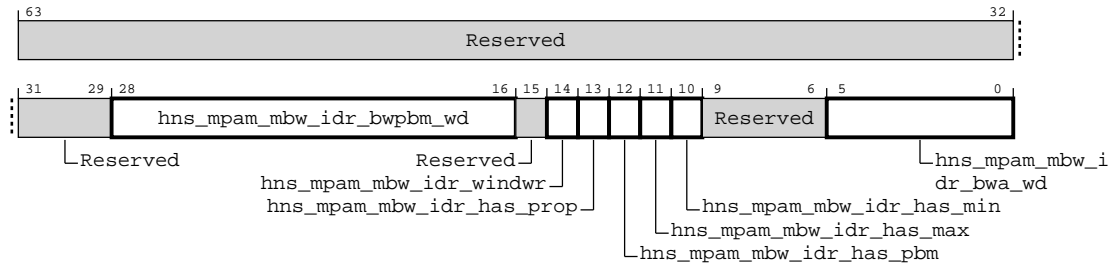 63 32
Reserved
31 29 28 16 15 14 13 12 11 10 9 6 5 0
hns_mpam_mbw_idr_bwpbm_wd Reserved
Reserved Reserved hns_mpam_mbw_i
hns_mpam_mbw_idr_windwr dr_bwa_wd
hns_mpam_mbw_idr_has_prop hns_mpam_mbw_idr_has_min
hns_mpam_mbw_idr_has_max
hns_mpam_mbw_idr_has_pbm